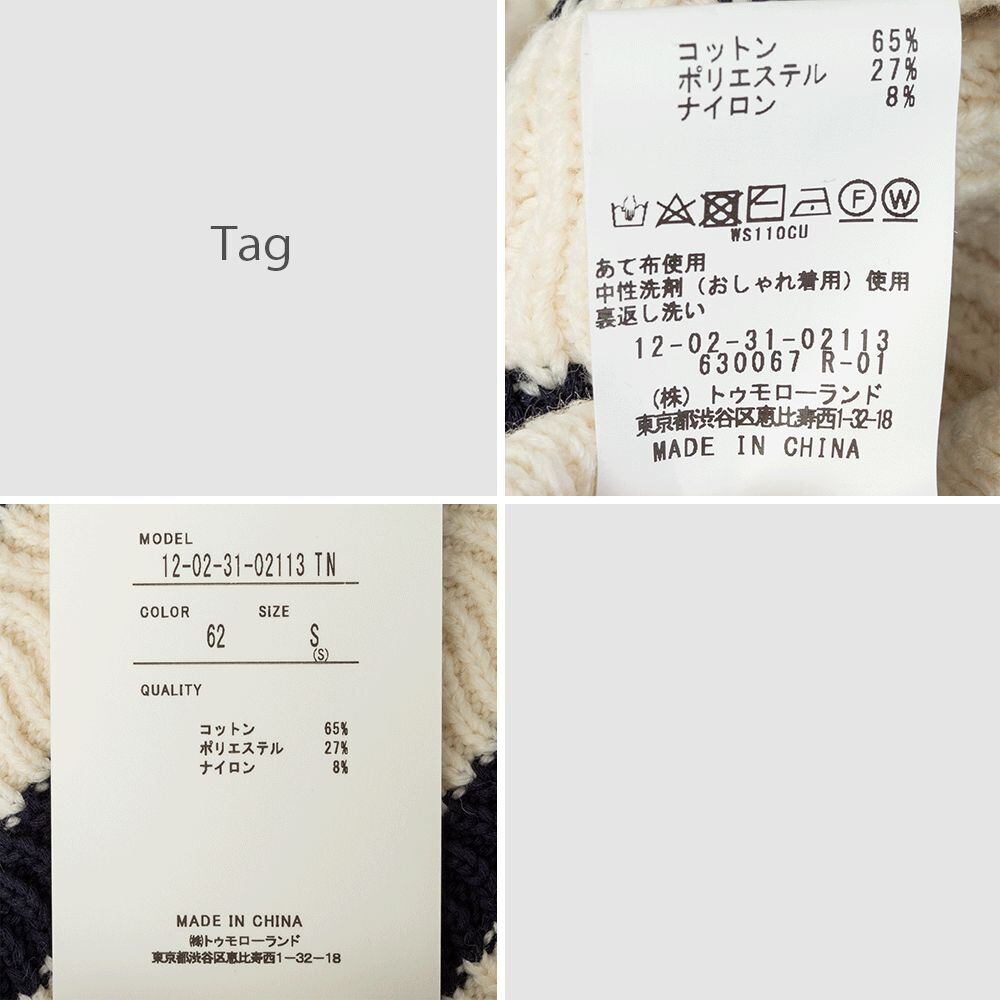 Tag
コットン 65%
ポリエステル 27%
ナイロン 8%
F W
WS110CU
あて布使用
中性洗剤（おしゃれ着用）使用
裏返し洗い
12-02-31-02113
630067 R-01
(株) トゥモローランド
東京都渋谷区恵比寿西1-32-18
MADE IN CHINA
MODEL
12-02-31-02113 TN
COLOR SIZE
62 S
(S)
QUALITY
コットン 65%
ポリエステル 27%
ナイロン 8%
MADE IN CHINA
㈱トゥモローランド
東京都渋谷区恵比寿西1-32-18